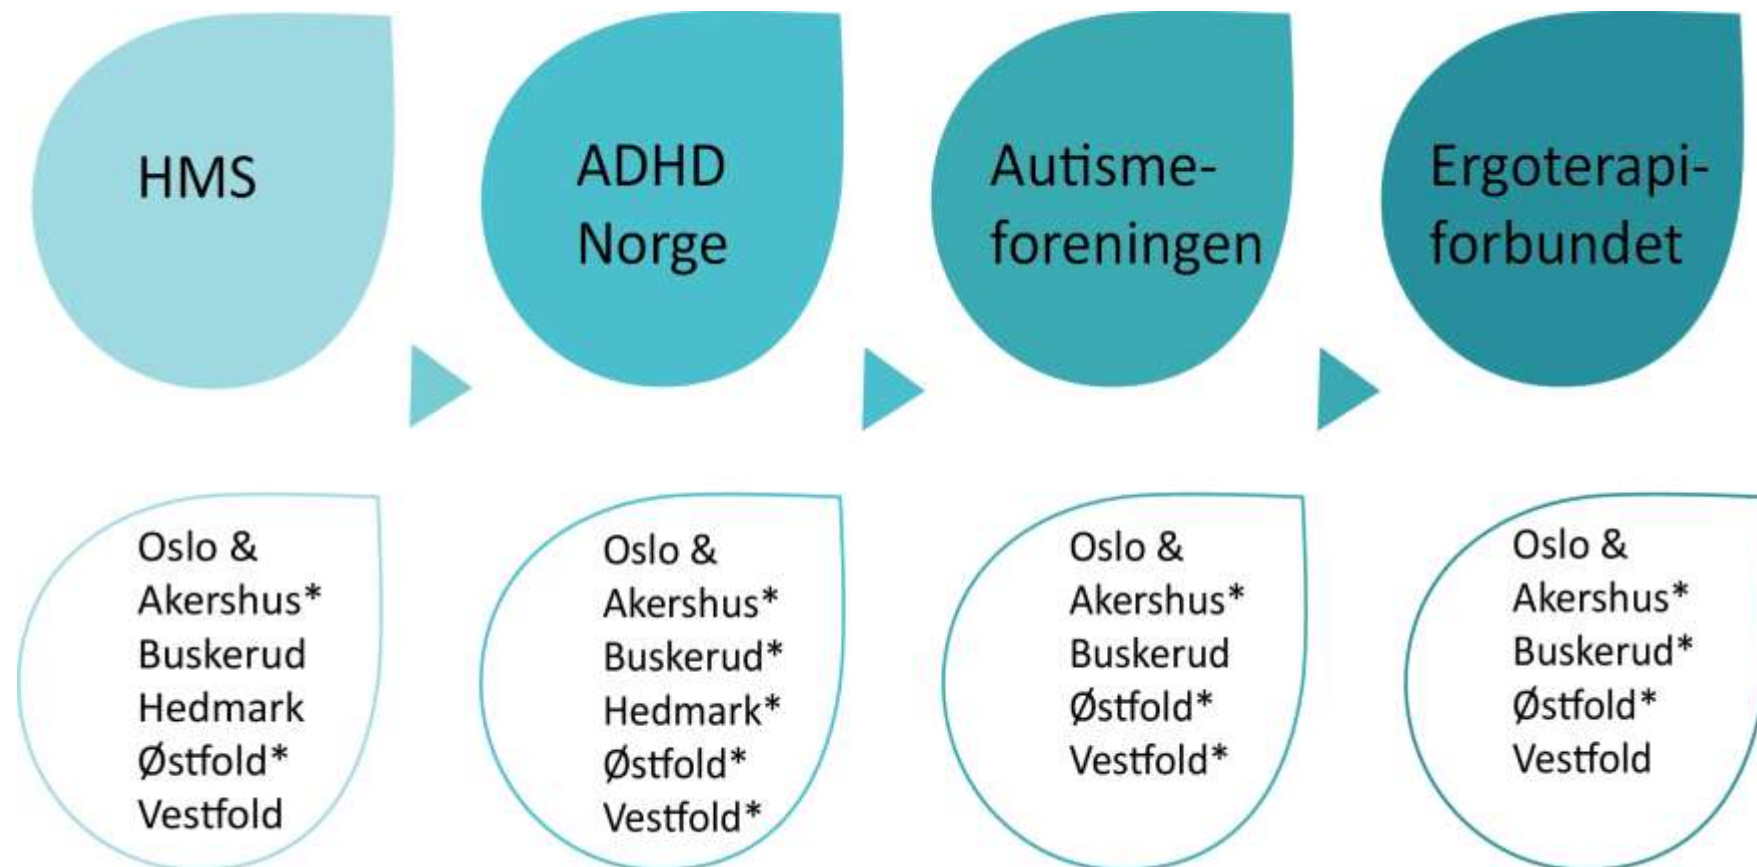 HMS
ADHD
Norge
Autisme-
foreningen
Ergoterapi-
forbundet
Oslo &
Akershus*
Buskerud
Hedmark
Østfold*
Vestfold
Oslo &
Akershus*
Buskerud*
Hedmark*
Østfold*
Vestfold*
Oslo &
Akershus*
Buskerud
Østfold*
Vestfold*
Oslo &
Akershus*
Buskerud*
Østfold*
Vestfold